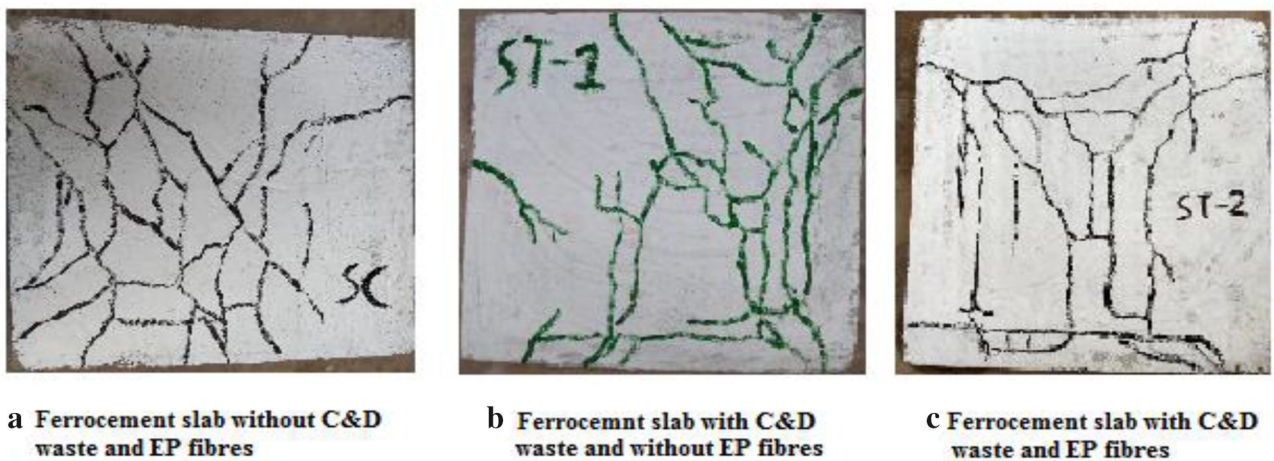 ST-1
ST-2
SC
a Ferrocement slab without C&D
waste and EP fibres
b Ferrocemnt slab with C&D
waste and without EP fibres
c Ferrocement slab with C&D
waste and EP fibres